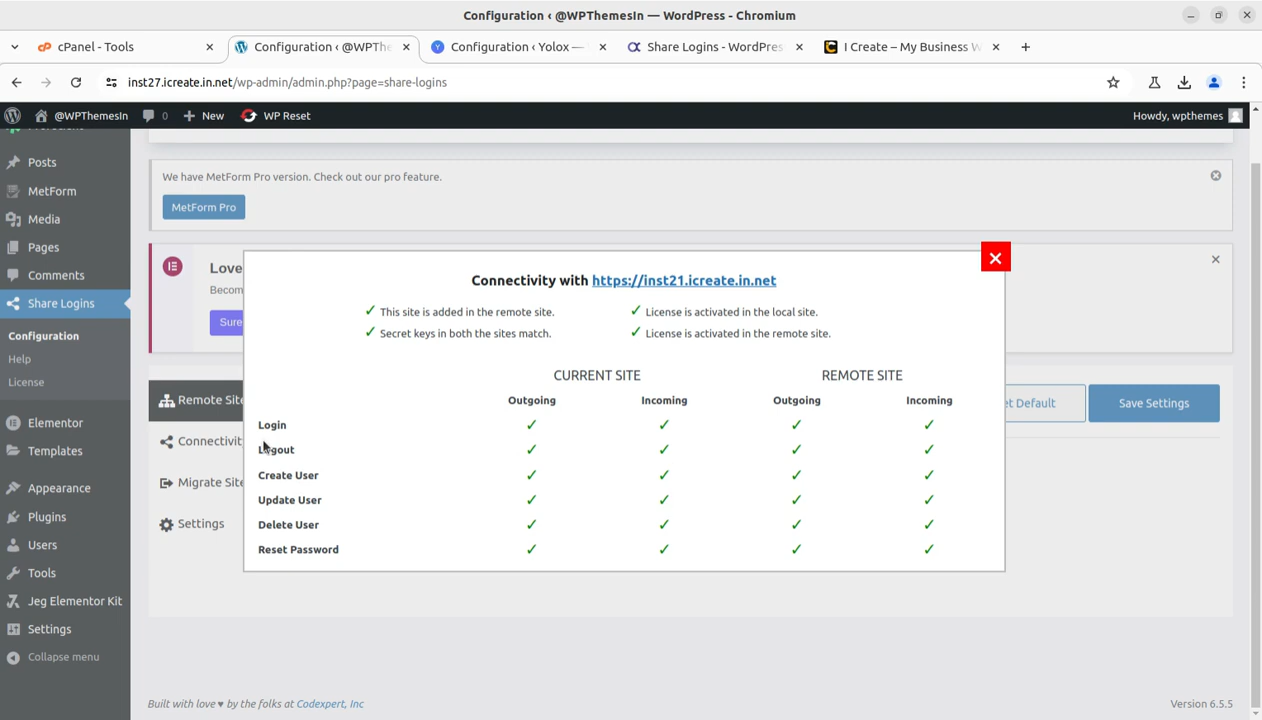 Configuration ‹ @WPThemesIn — WordPress - Chromium
cPanel - Tools
Configuration ‹ @WPThe
Configuration ‹ Yolox —
Share Logins - WordPres
I Create – My Business W
inst27.icreate.in.net/wp-admin/admin.php?page=share-logins
@WPThemesIn
0
New
WP Reset
Howdy, wpthemes
Posts
MetForm
Media
Pages
Comments
Share Logins
Configuration
Help
License
Elementor
Templates
Appearance
Plugins
Users
Tools
Jeg Elementor Kit
Settings
Collapse menu
We have MetForm Pro version. Check out our pro feature.
MetForm Pro
Love
Becom
Sure
Remote Site
Connectivit
Migrate Site
Settings
t Default
Save Settings
Connectivity with https://inst21.icreate.in.net
✓ This site is added in the remote site.
✓ License is activated in the local site.
✓ Secret keys in both the sites match.
✓ License is activated in the remote site.
CURRENT SITE REMOTE SITE
Outgoing Incoming Outgoing Incoming
Login ✓ ✓ ✓ ✓
Logout ✓ ✓ ✓ ✓
Create User ✓ ✓ ✓ ✓
Update User ✓ ✓ ✓ ✓
Delete User ✓ ✓ ✓ ✓
Reset Password ✓ ✓ ✓ ✓
Built with love ♥ by the folks at Codexpert, Inc
Version 6.5.5